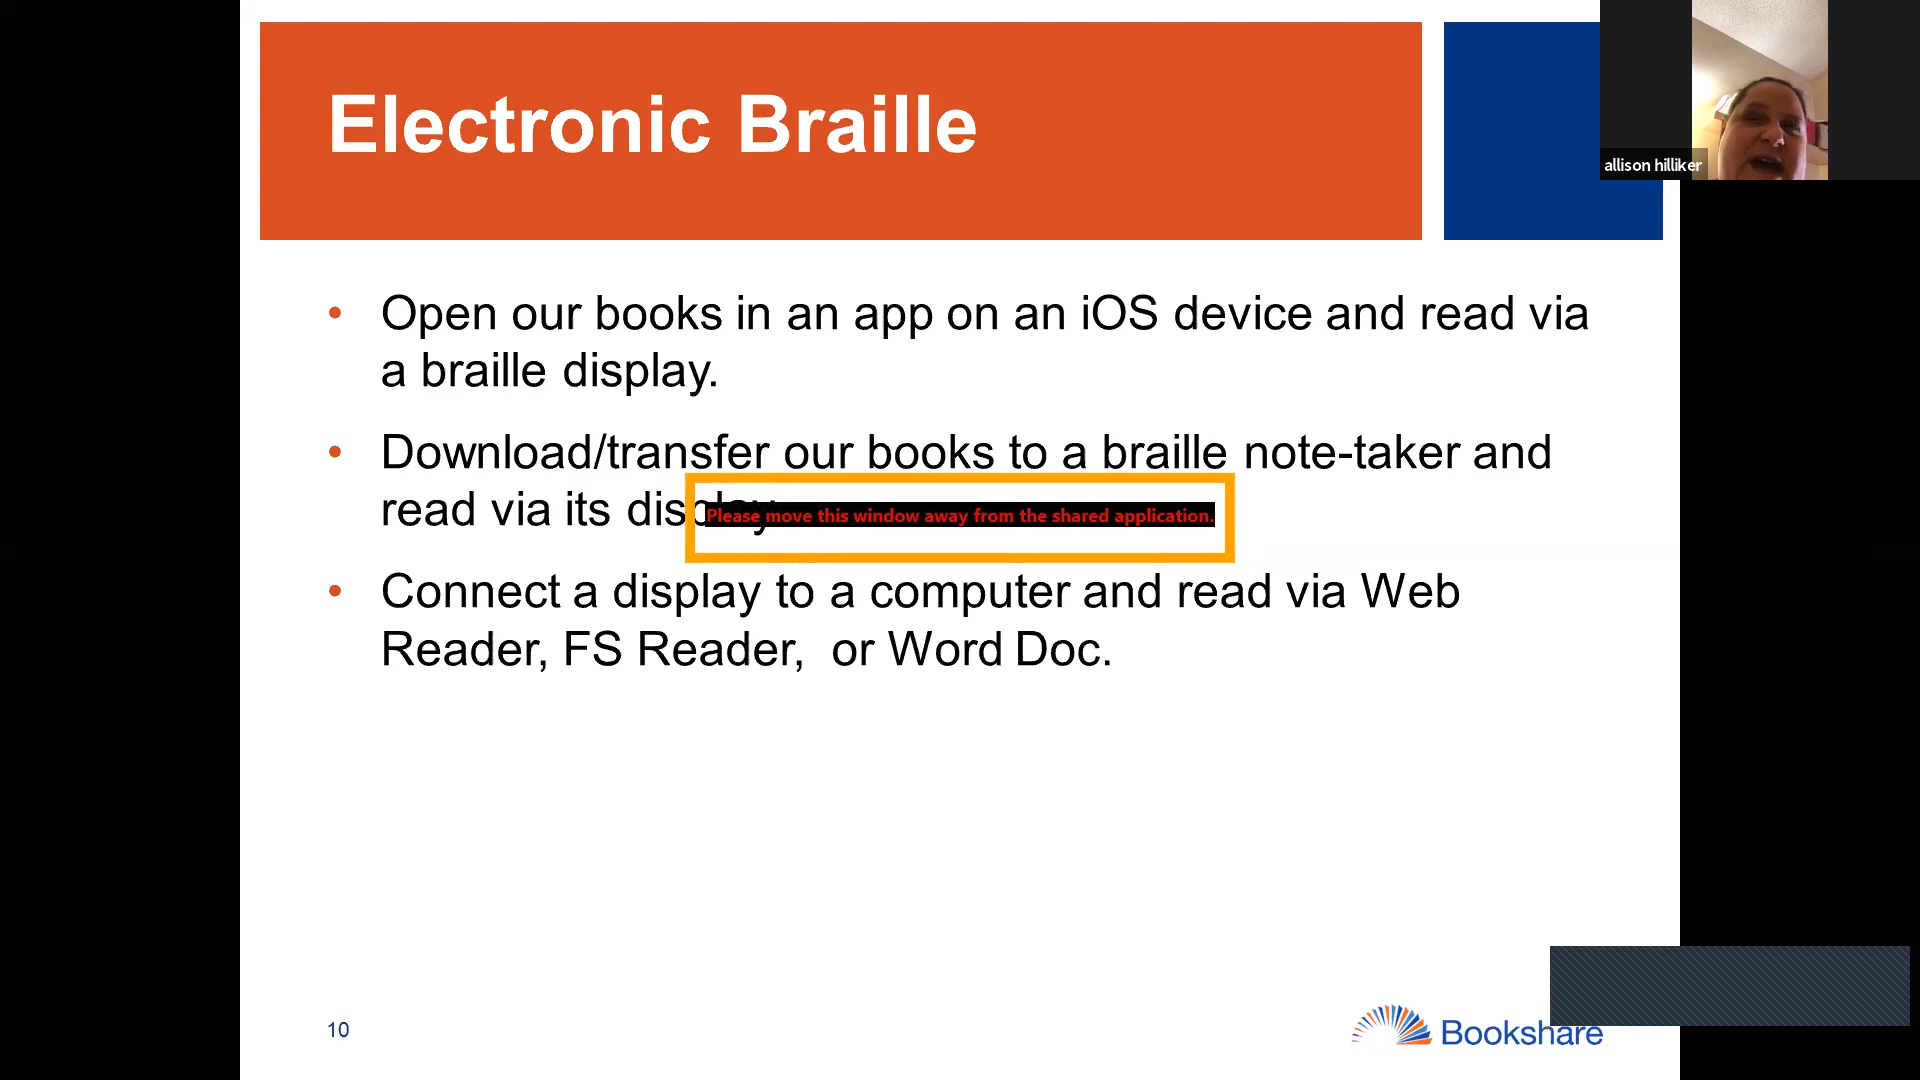 Electronic Braille
allison hilliker
• Open our books in an app on an iOS device and read via
a braille display.
• Download/transfer our books to a braille note-taker and
read via its display
Please move this window away from the shared application.
• Connect a display to a computer and read via Web
Reader, FS Reader,  or Word Doc.
10
Bookshare